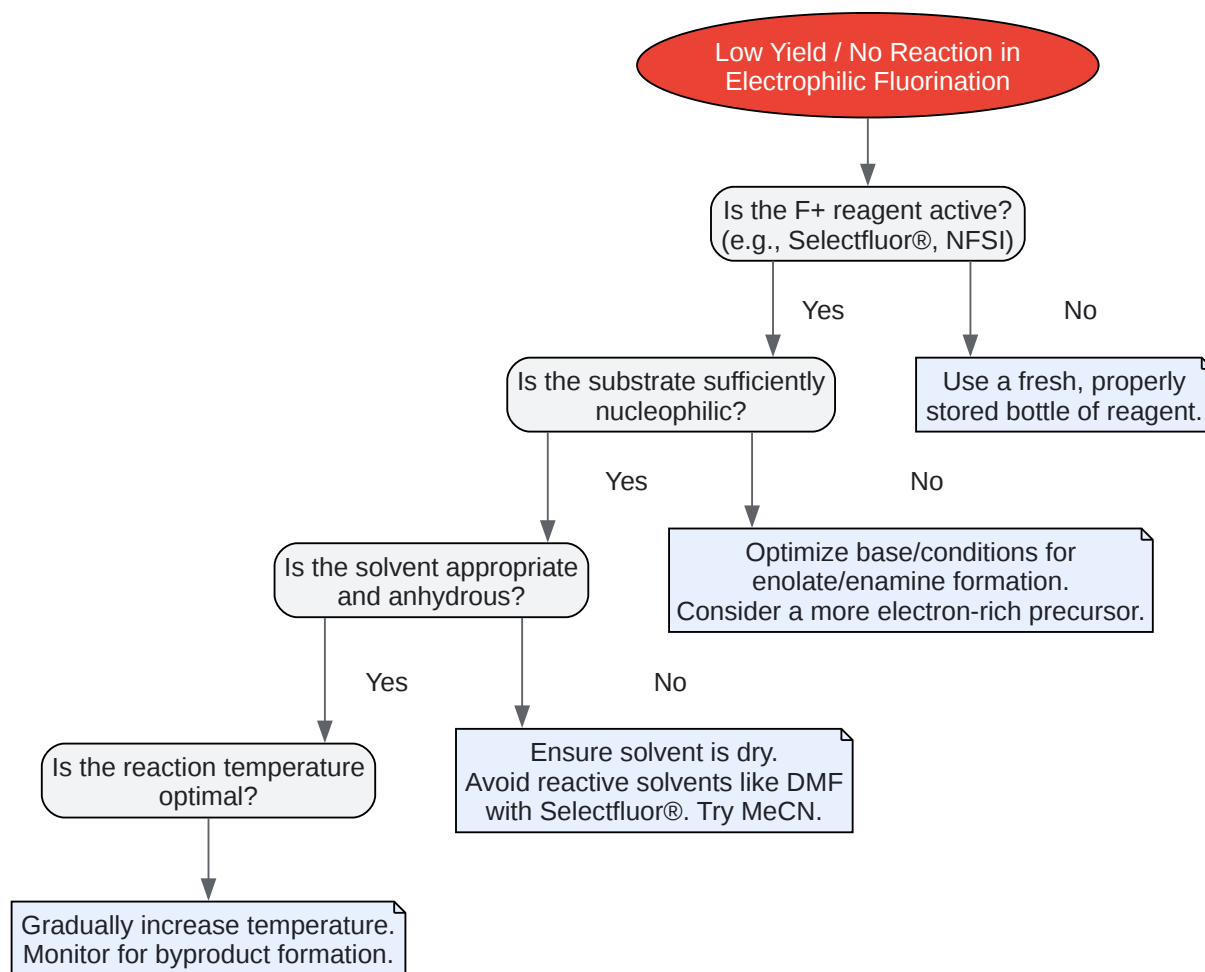 Low Yield / No Reaction in
Electrophilic Fluorination
Is the F+ reagent active?
(e.g., Selectfluor®, NFSI)
Yes
No
Is the substrate sufficiently
nucleophilic?
Use a fresh, properly
stored bottle of reagent.
Yes
No
Is the solvent appropriate
and anhydrous?
Optimize base/conditions for
enolate/enamine formation.
Consider a more electron-rich precursor.
Yes
No
Is the reaction temperature
optimal?
Ensure solvent is dry.
Avoid reactive solvents like DMF
with Selectfluor®. Try MeCN.
Gradually increase temperature.
Monitor for byproduct formation.